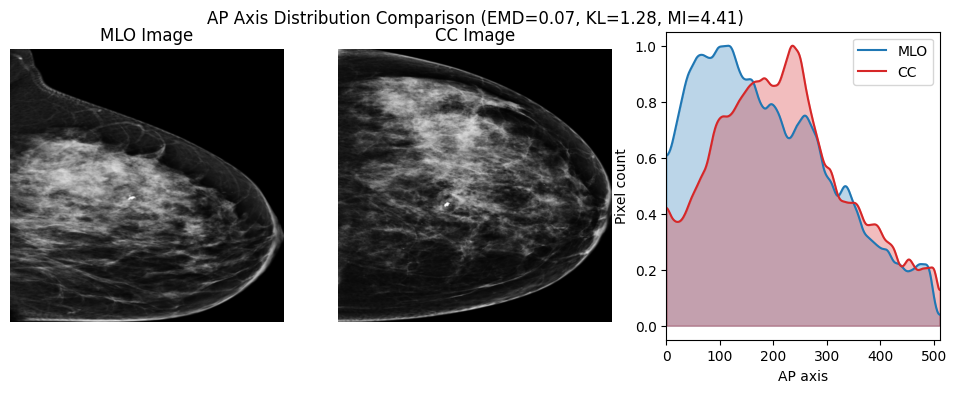 AP Axis Distribution Comparison (EMD=0.07, KL=1.28, MI=4.41)
MLO Image
CC Image
MLO
CC
Pixel count
1.0
0.8
0.6
0.4
0.2
0.0
0 100 200 300 400 500
AP axis